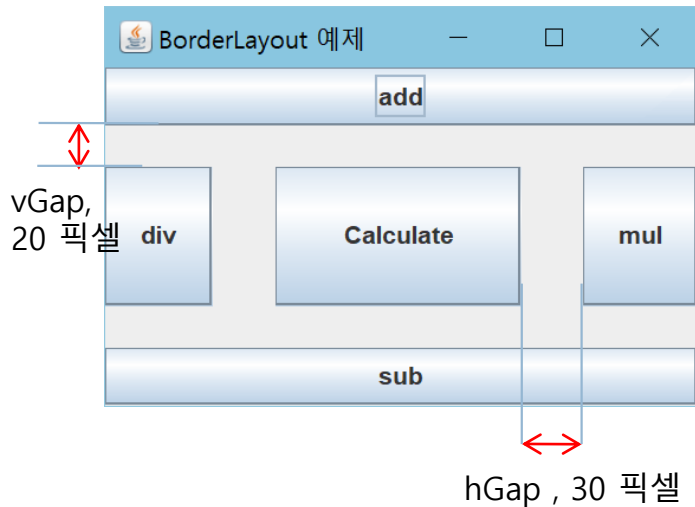 BorderLayout 예제
add
vGap,
20 픽셀
div
Calculate
mul
sub
hGap , 30 픽셀